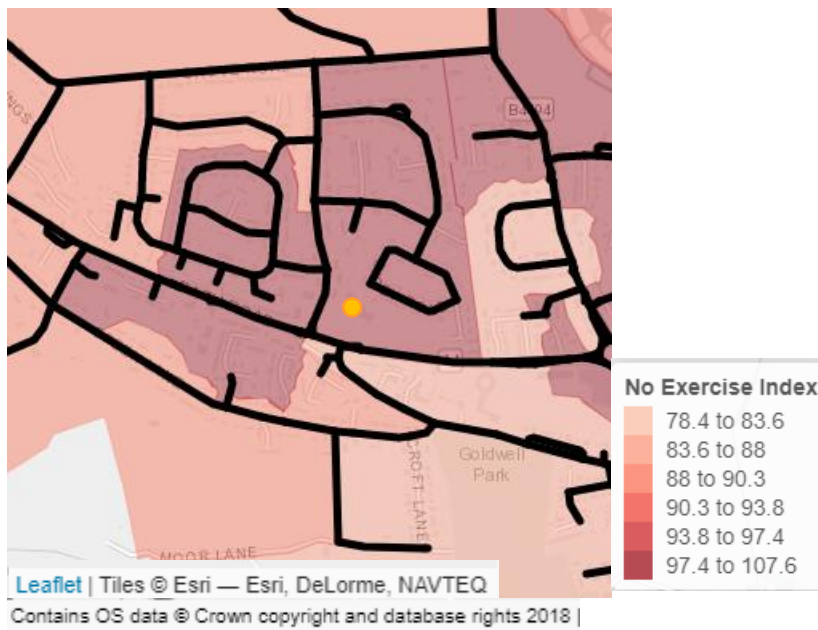 B4494
No Exercise Index
78.4 to 83.6
83.6 to 88
88 to 90.3
90.3 to 93.8
93.8 to 97.4
97.4 to 107.6
Goldwell
Park
CROFT LANE
MOOR LANE
Leaflet | Tiles © Esri — Esri, DeLorme, NAVTEQ
Contains OS data © Crown copyright and database rights 2018 |